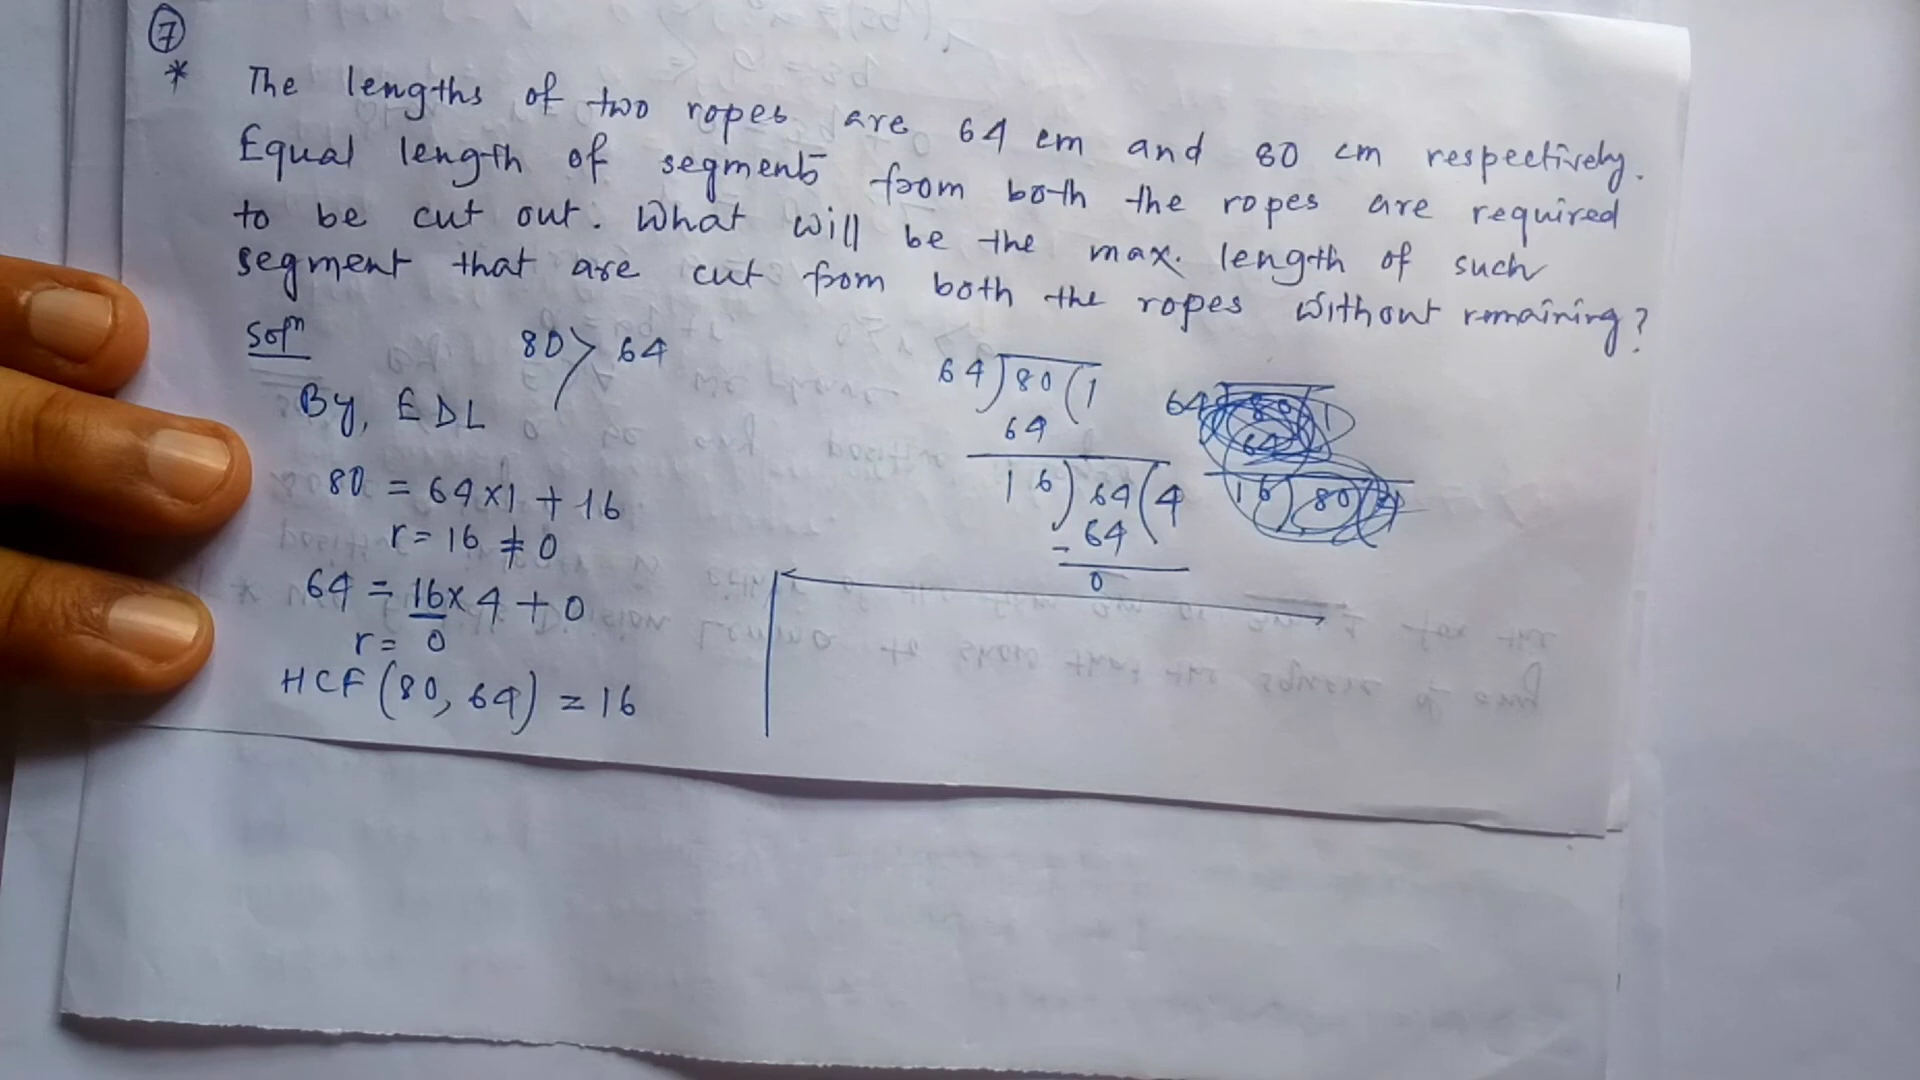 7
* The lengths of two ropes are 64 cm and 80 cm respectively.
Equal length of segments from both the ropes are required
to be cut out. What will be the max. length of such
segment that are cut from both the ropes without remaining?
Solⁿ
80 > 64
By, EDL
80 = 64×1 + 16
r = 16 ≠ 0
64 = 16×4 + 0
r = 0
HCF (80, 64) = 16
64)80(1
64
16)64(4
- 64
0
64
16)80(